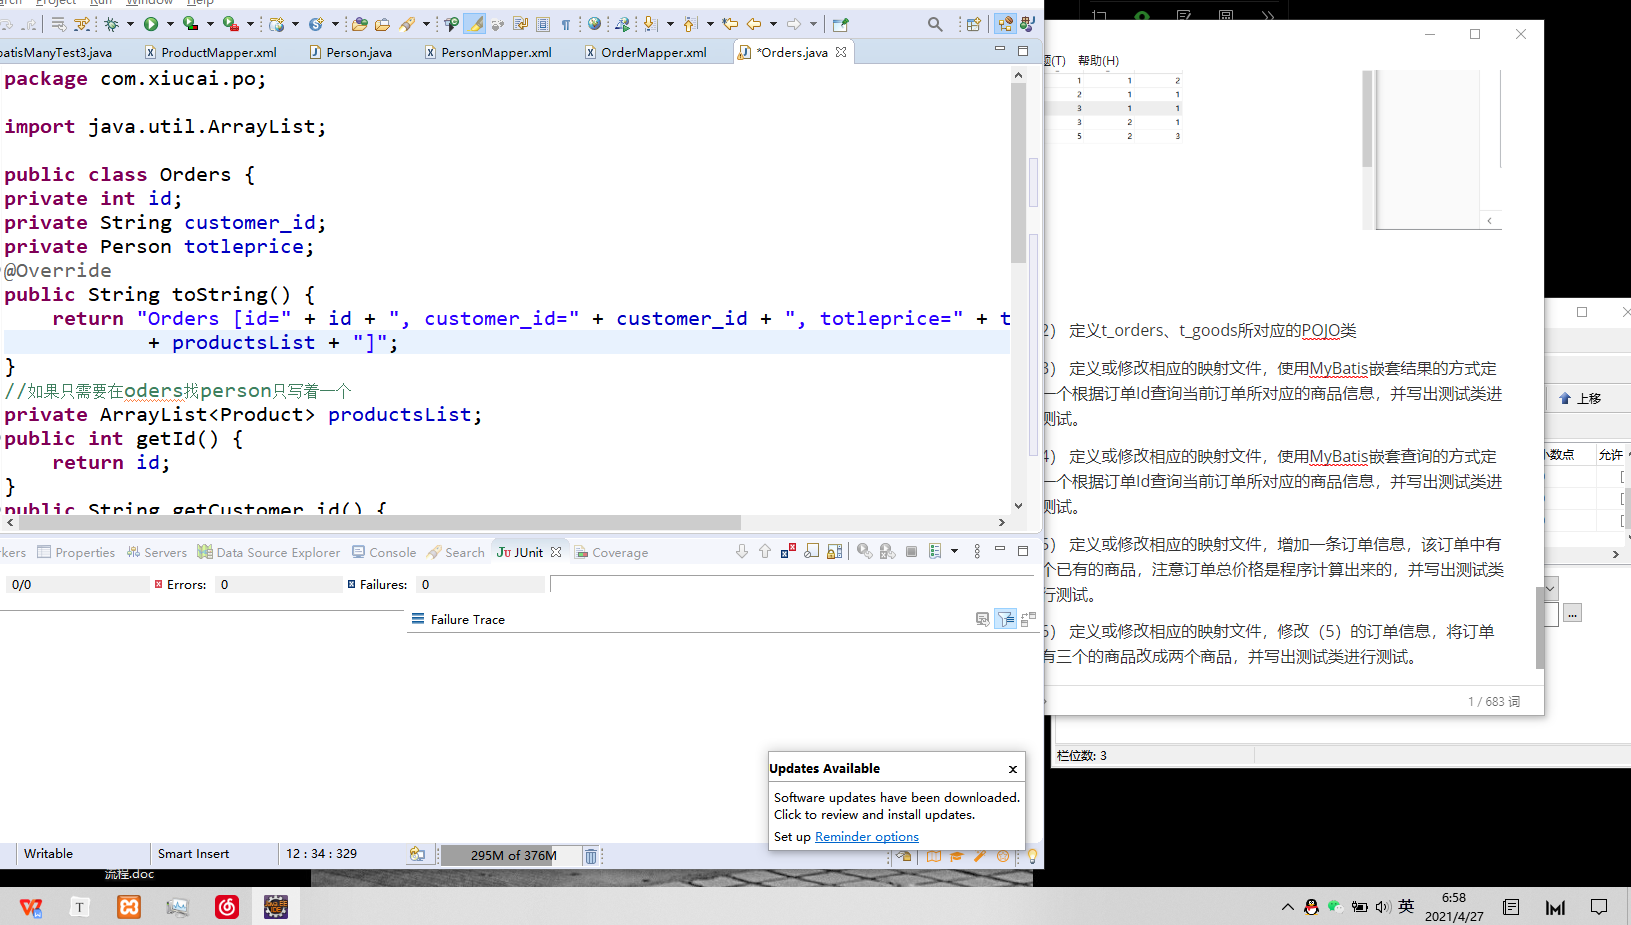 Project Run Window Help
patisManyTest3.java ProductMapper.xml Person.java PersonMapper.xml OrderMapper.xml *Orders.java
package com.xiucai.po;
import java.util.ArrayList;
public class Orders {
private int id;
private String customer_id;
private Person totleprice;
@Override
public String toString() {
return "Orders [id=" + id + ", customer_id=" + customer_id + ", totleprice=" + t
+ productsList + "]";
}
//如果只需要在oders找person只写着一个
private ArrayList<Product> productsList;
public int getId() {
return id;
}
public String getCustomer_id() {
kers Properties Servers Data Source Explorer Console Search JUnit Coverage
0/0 Errors: 0 Failures: 0
Failure Trace
Updates Available x
Software updates have been downloaded.
Click to review and install updates.
Set up Reminder options
Writable Smart Insert 12 : 34 : 329 295M of 376M
流程.doc
题(T) 帮助(H)
1 1 2
2 1 1
3 1 1
3 2 1
5 2 3
2） 定义t_orders、t_goods所对应的POJO类
3） 定义或修改相应的映射文件，使用MyBatis嵌套结果的方式定
一个根据订单Id查询当前订单所对应的商品信息，并写出测试类进
测试。
4） 定义或修改相应的映射文件，使用MyBatis嵌套查询的方式定
一个根据订单Id查询当前订单所对应的商品信息，并写出测试类进
测试。
5） 定义或修改相应的映射文件，增加一条订单信息，该订单中有
个已有的商品，注意订单总价格是程序计算出来的，并写出测试类
行测试。
6） 定义或修改相应的映射文件，修改（5）的订单信息，将订单
有三个的商品改成两个商品，并写出测试类进行测试。
1 / 683 词
上移
小数点 允许
...
栏位数: 3
英
6:58
2021/4/27